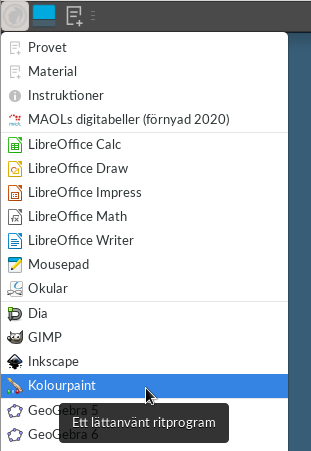 Provet
Material
Instruktioner
MAOLs digitabeller (förnyad 2020)
LibreOffice Calc
LibreOffice Draw
LibreOffice Impress
LibreOffice Math
LibreOffice Writer
Mousepad
Okular
Dia
GIMP
Inkscape
Kolourpaint
GeoGebra 5
Ett lättanvänt ritprogram
GeoGebra 6